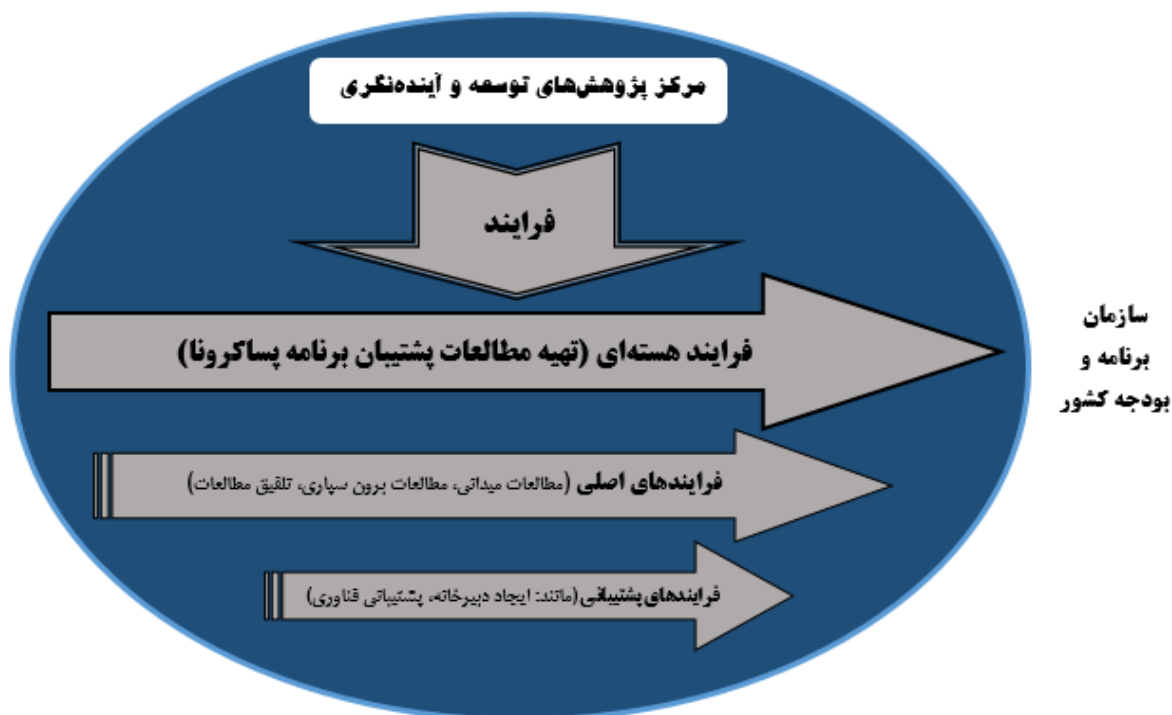 مرکز پژوهش‌های توسعه و آینده‌نگری
فرایند
فرایند هسته‌ای (تهیه مطالعات پشتیبان برنامه پساکرونا)
سازمان
برنامه و
بودجه کشور
فرایندهای اصلی (مطالعات میدانی، مطالعات برون سپاری، تلفیق مطالعات)
فرایندهای پشتیبانی(مانند: ایجاد دبیرخانه، پشتیبانی فناوری)